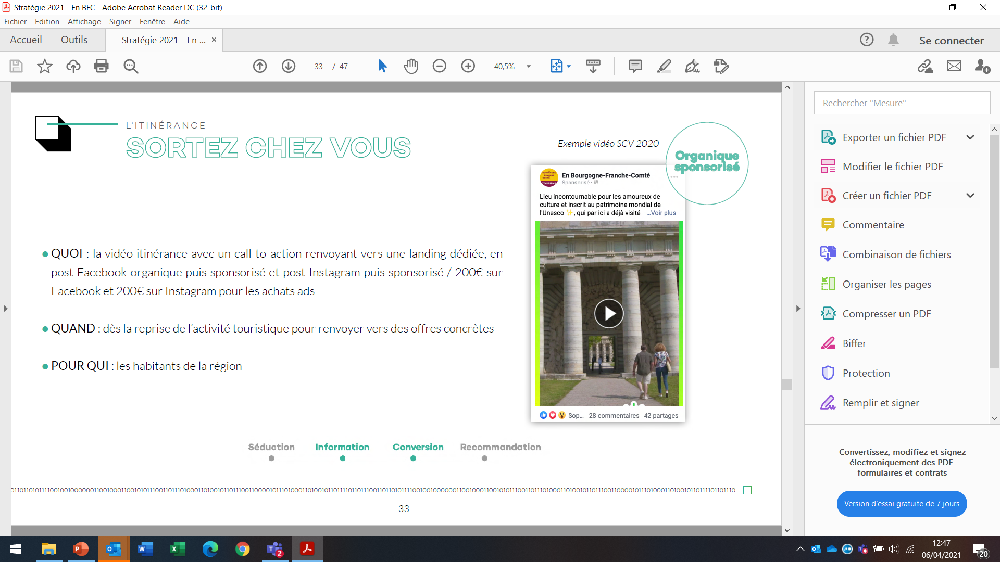 Stratégie 2021 - En BFC - Adobe Acrobat Reader DC (32-bit)
Fichier Edition Affichage Signer Fenêtre Aide
Accueil Outils Stratégie 2021 - En ... × Se connecter
33 / 47 40,5%
L'ITINÉRANCE
SORTEZ CHEZ VOUS
Exemple vidéo SCV 2020
Organique
sponsorisé
En Bourgogne-Franche-Comté
Sponsorisé ·
Lieu incontournable pour les amoureux de
culture et inscrit au patrimoine mondial de
l'Unesco ✨, qui par ici a déjà visité ...Voir plus
Sop... 28 commentaires 42 partages
• QUOI : la vidéo itinérance avec un call-to-action renvoyant vers une landing dédiée, en
post Facebook organique puis sponsorisé et post Instagram puis sponsorisé / 200€ sur
Facebook et 200€ sur Instagram pour les achats ads
• QUAND : dès la reprise de l'activité touristique pour renvoyer vers des offres concrètes
• POUR QUI : les habitants de la région
Séduction Information Conversion Recommandation
33
Rechercher "Mesure"
Exporter un fichier PDF
Modifier le fichier PDF
Créer un fichier PDF
Commentaire
Combinaison de fichiers
Organiser les pages
Compresser un PDF
Biffer
Protection
Remplir et signer
Convertissez, modifiez et signez
électroniquement des PDF
formulaires et contrats
Version d'essai gratuite de 7 jours
2
12:47
06/04/2021
20